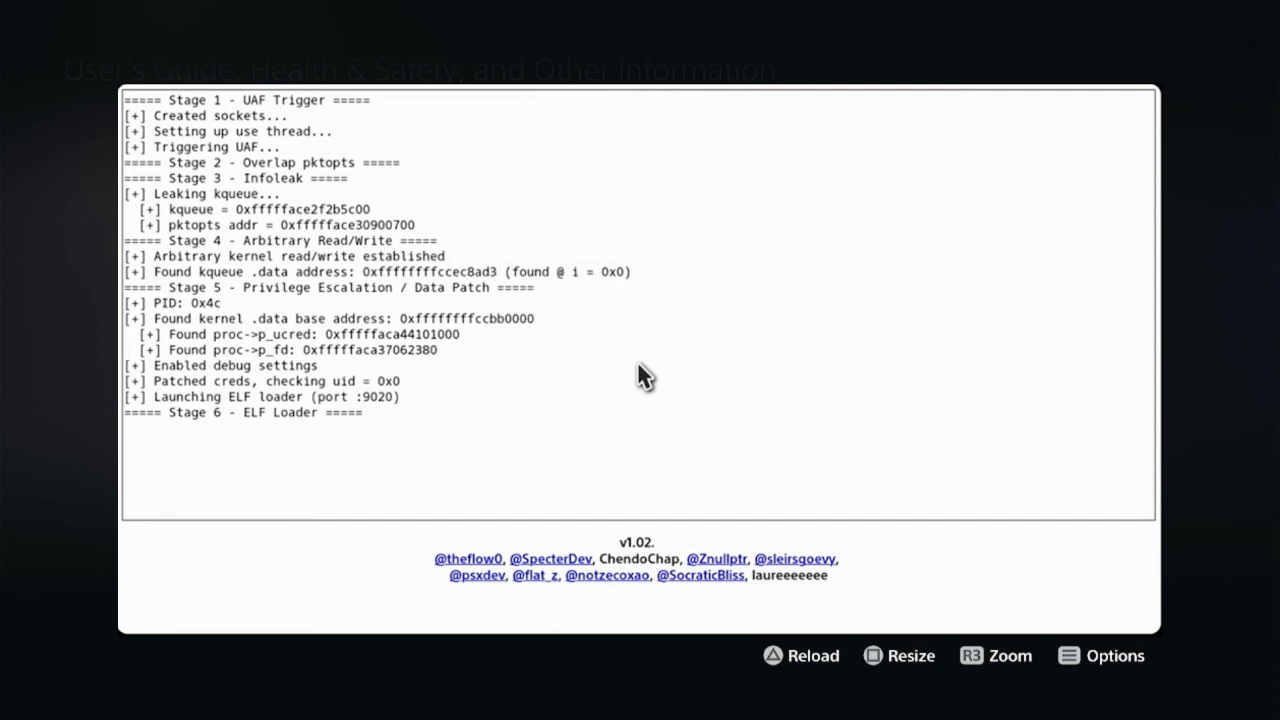 User's Guide, Health & Safety, and Other Information
===== Stage 1 - UAF Trigger =====
[+] Created sockets...
[+] Setting up use thread...
[+] Triggering UAF...
===== Stage 2 - Overlap pktopts =====
===== Stage 3 - Infoleak =====
[+] Leaking kqueue...
[+] kqueue = 0xffffface2f2b5c00
[+] pktopts addr = 0xffffface30900700
===== Stage 4 - Arbitrary Read/Write =====
[+] Arbitrary kernel read/write established
[+] Found kqueue .data address: 0xffffffffccec8ad3 (found @ i = 0x0)
===== Stage 5 - Privilege Escalation / Data Patch =====
[+] PID: 0x4c
[+] Found kernel .data base address: 0xffffffffccbb0000
[+] Found proc->p_ucred: 0xfffffaca44101000
[+] Found proc->p_fd: 0xfffffaca37062380
[+] Enabled debug settings
[+] Patched creds, checking uid = 0x0
[+] Launching ELF loader (port :9020)
===== Stage 6 - ELF Loader =====
v1.02.
@theflow0, @SpecterDev, ChendoChap, @Znullptr, @sleirsgoevy,
@psxdev, @flat_z, @notzecoxao, @SocraticBliss, laureeeeeee
Reload Resize R3 Zoom Options